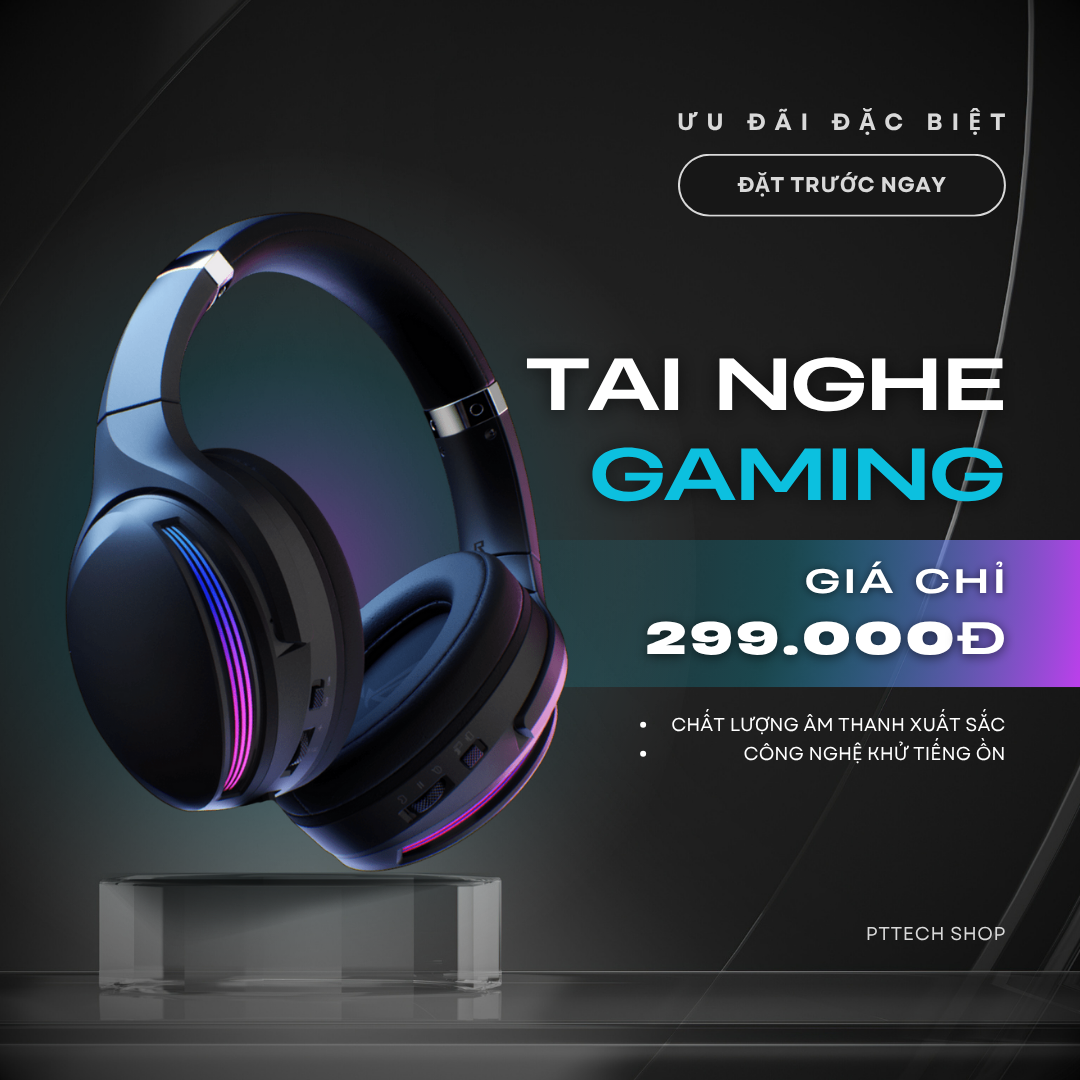 ƯU ĐÃI ĐẶC BIỆT
ĐẶT TRƯỚC NGAY
TAI NGHE
GAMING
GIÁ CHỈ
299.000Đ
• CHẤT LƯỢNG ÂM THANH XUẤT SẮC
• CÔNG NGHỆ KHỬ TIẾNG ỒN
PTTECH SHOP
R